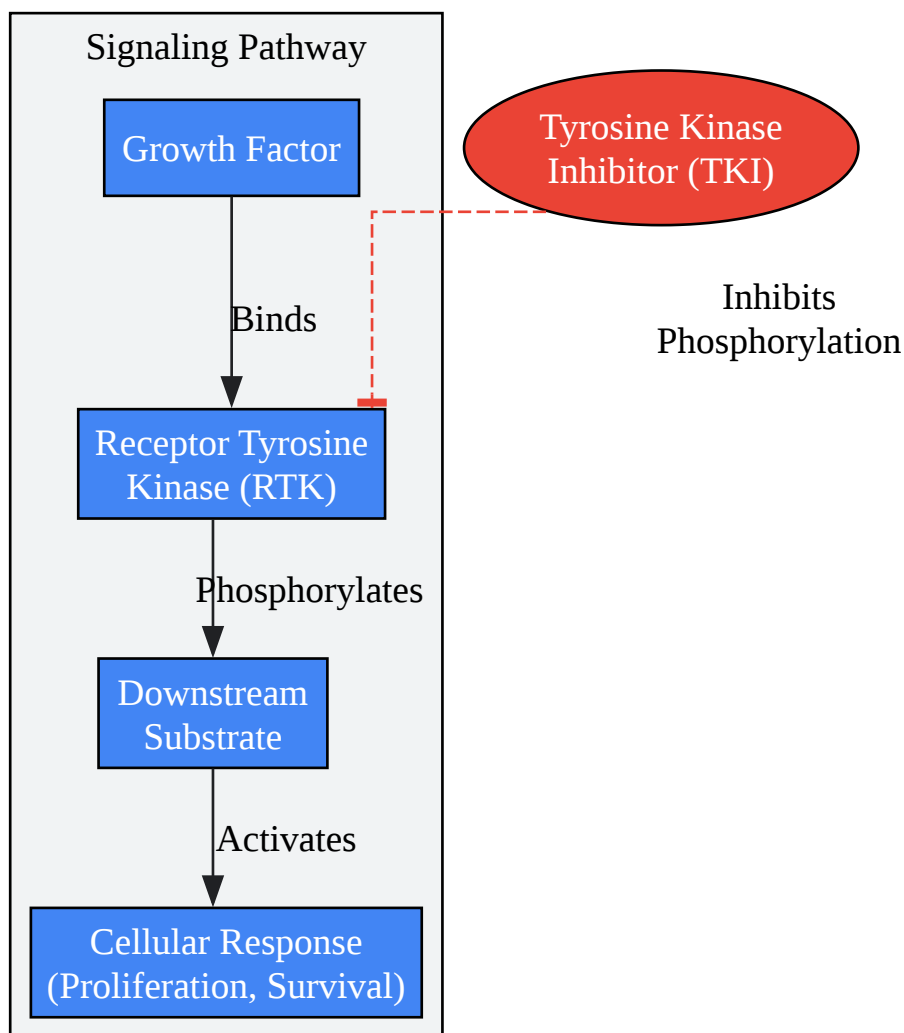 Signaling Pathway
Growth Factor
Tyrosine Kinase
Inhibitor (TKI)
Binds
Inhibits
Phosphorylation
Receptor Tyrosine
Kinase (RTK)
Phosphorylates
Downstream
Substrate
Activates
Cellular Response
(Proliferation, Survival)